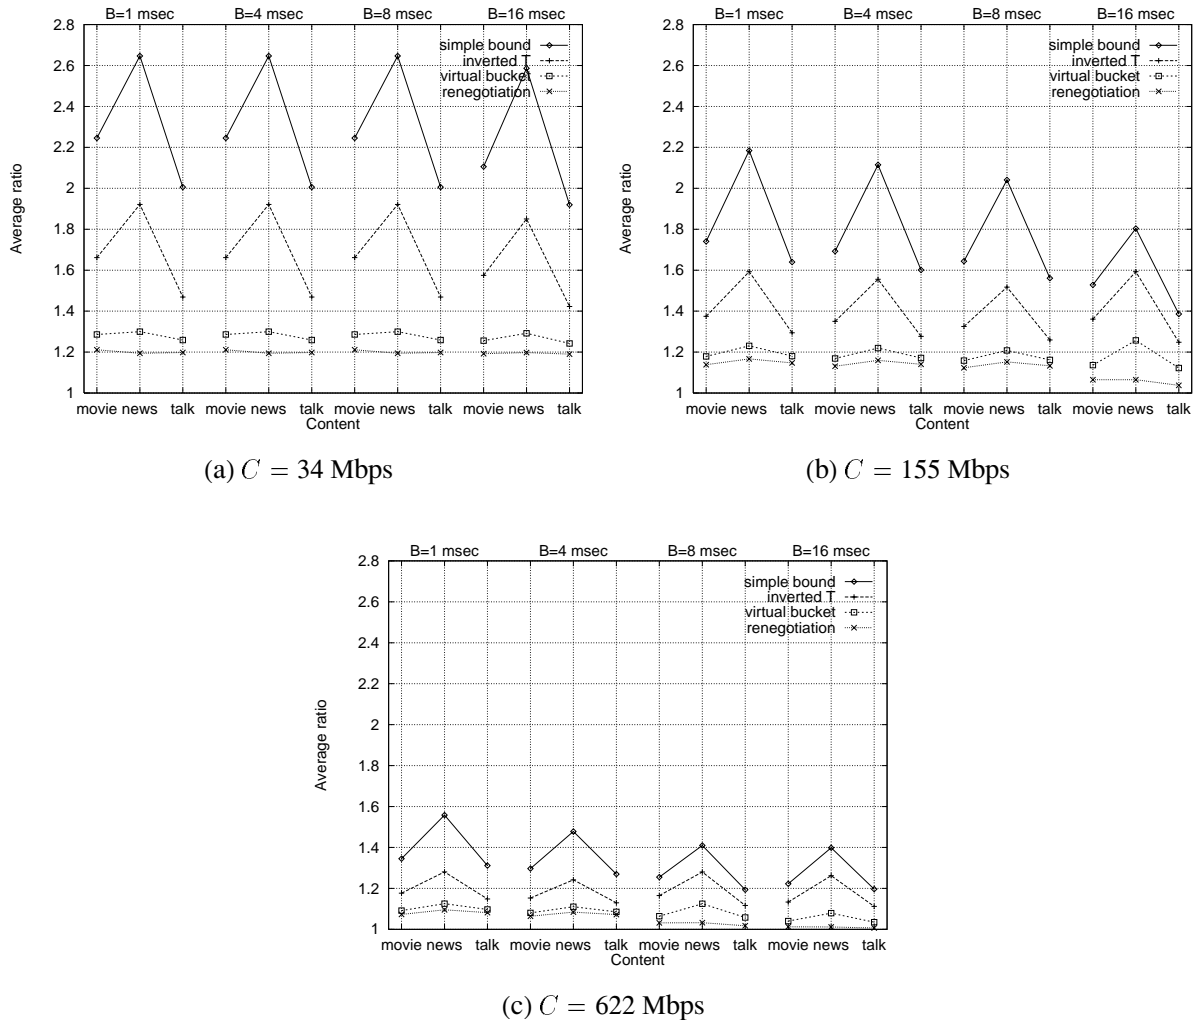 B=1 msec B=4 msec B=8 msec B=16 msec
2.8
2.6
2.4
2.2
2
1.8
1.6
1.4
1.2
1
Average ratio
simple bound
inverted T
virtual bucket
renegotiation
movie news talk movie news talk movie news talk movie news talk
Content
(a) C = 34 Mbps
B=1 msec B=4 msec B=8 msec B=16 msec
2.8
2.6
2.4
2.2
2
1.8
1.6
1.4
1.2
1
Average ratio
simple bound
inverted T
virtual bucket
renegotiation
movie news talk movie news talk movie news talk movie news talk
Content
(b) C = 155 Mbps
B=1 msec B=4 msec B=8 msec B=16 msec
2.8
2.6
2.4
2.2
2
1.8
1.6
1.4
1.2
1
Average ratio
simple bound
inverted T
virtual bucket
renegotiation
movie news talk movie news talk movie news talk movie news talk
Content
(c) C = 622 Mbps